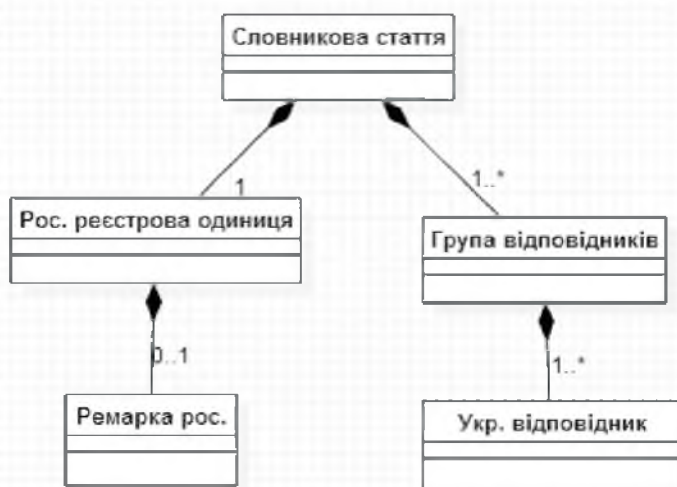 Словникова стаття
1
1..*
Рос. реєстрова одиниця
Група відповідників
0..1
1..*
Ремарка рос.
Укр. відповідник